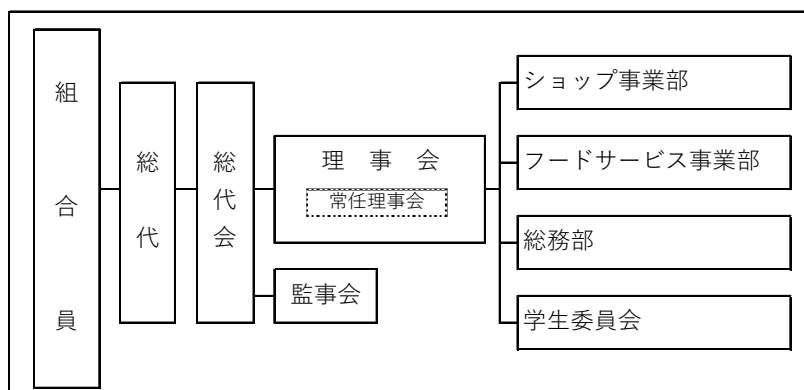 組合員
総代
総代会
理事会
常任理事会
監事会
ショップ事業部
フードサービス事業部
総務部
学生委員会